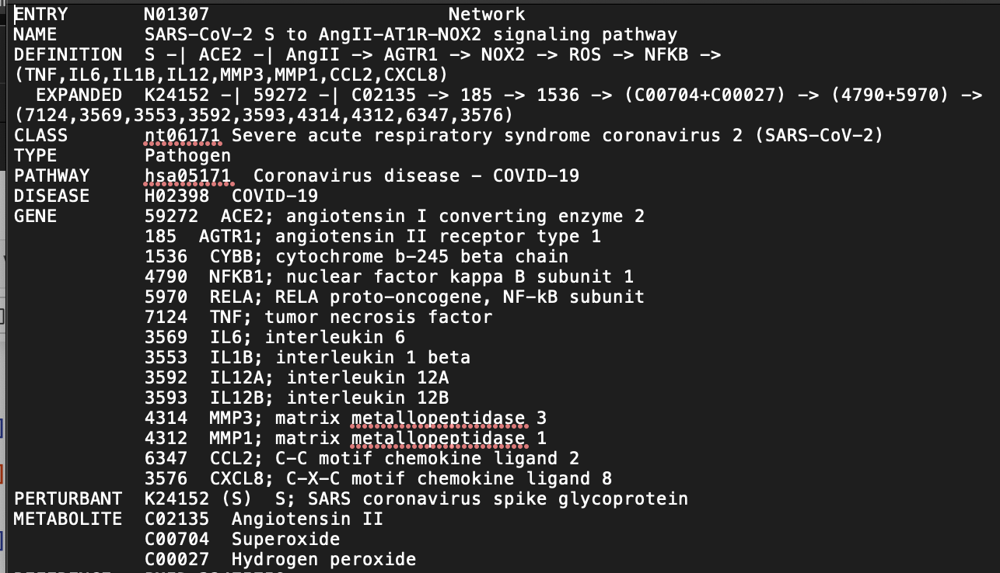 ENTRY       N01307                      Network
NAME        SARS-CoV-2 S to AngII-AT1R-NOX2 signaling pathway
DEFINITION  S -| ACE2 -| AngII -> AGTR1 -> NOX2 -> ROS -> NFKB ->
(TNF,IL6,IL1B,IL12,MMP3,MMP1,CCL2,CXCL8)
  EXPANDED  K24152 -| 59272 -| C02135 -> 185 -> 1536 -> (C00704+C00027) -> (4790+5970) ->
(7124,3569,3553,3592,3593,4314,4312,6347,3576)
CLASS       nt06171 Severe acute respiratory syndrome coronavirus 2 (SARS-CoV-2)
TYPE        Pathogen
PATHWAY     hsa05171  Coronavirus disease - COVID-19
DISEASE     H02398  COVID-19
GENE        59272  ACE2; angiotensin I converting enzyme 2
            185  AGTR1; angiotensin II receptor type 1
            1536  CYBB; cytochrome b-245 beta chain
            4790  NFKB1; nuclear factor kappa B subunit 1
            5970  RELA; RELA proto-oncogene, NF-kB subunit
            7124  TNF; tumor necrosis factor
            3569  IL6; interleukin 6
            3553  IL1B; interleukin 1 beta
            3592  IL12A; interleukin 12A
            3593  IL12B; interleukin 12B
            4314  MMP3; matrix metallopeptidase 3
            4312  MMP1; matrix metallopeptidase 1
            6347  CCL2; C-C motif chemokine ligand 2
            3576  CXCL8; C-X-C motif chemokine ligand 8
PERTURBANT  K24152 (S)  S; SARS coronavirus spike glycoprotein
METABOLITE  C02135  Angiotensin II
            C00704  Superoxide
            C00027  Hydrogen peroxide